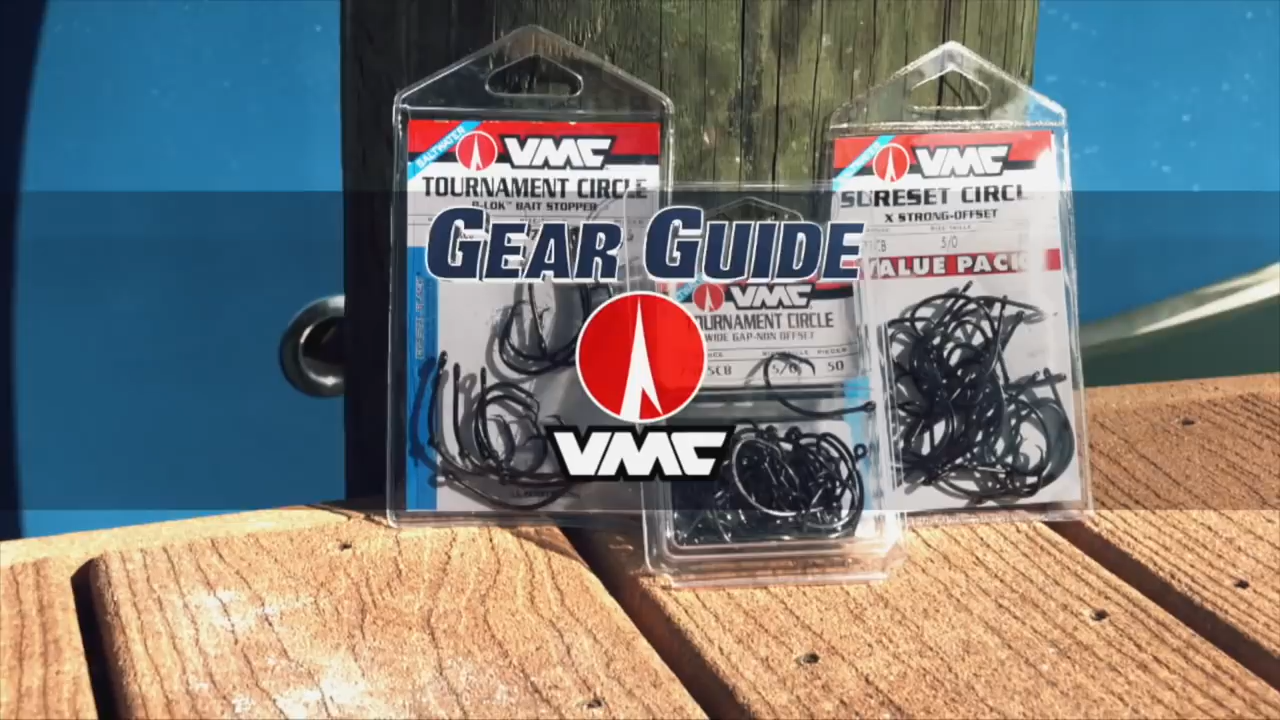 SALTWATER
VMC
TOURNAMENT CIRCLE
BAIT STOPPER
VMC
SURESET CIRCL
X STRONG-OFFSET
5/0
VALUE PACK
GEAR GUIDE
VMC
TOURNAMENT CIRCLE
WIDE GAP-NON OFFSET
5/0
50
VMC